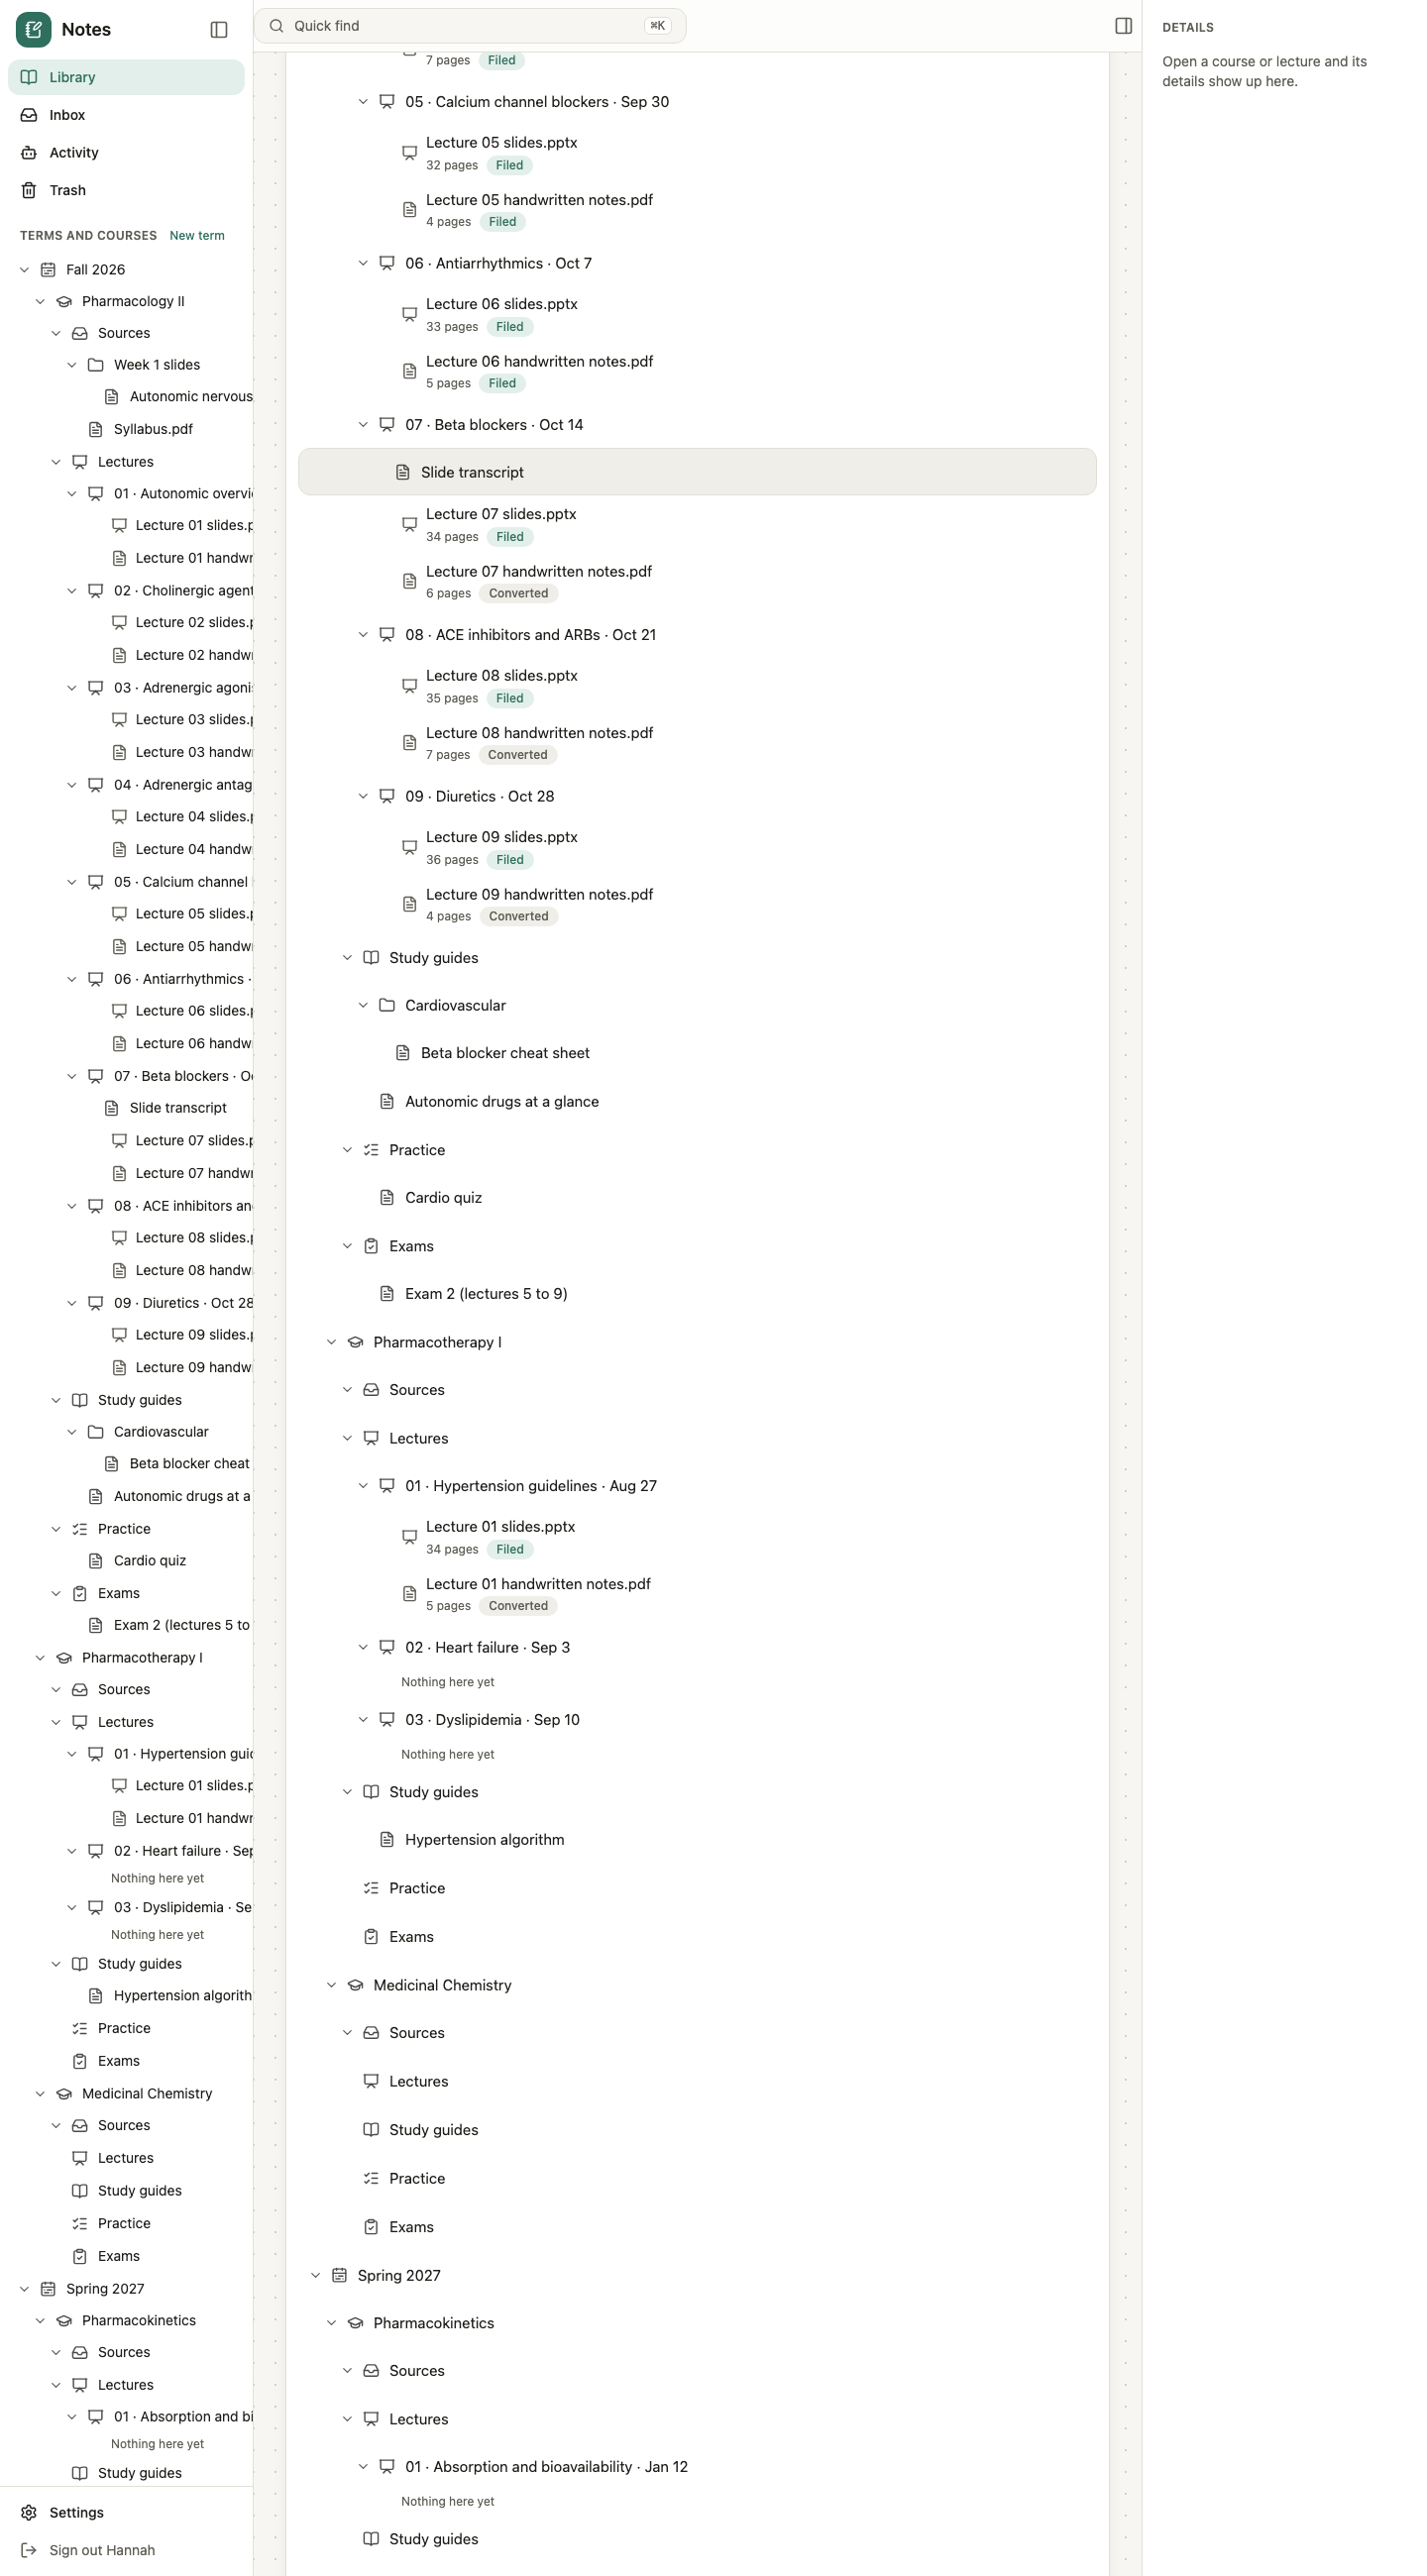 Notes
Library
Inbox
Activity
Trash
TERMS AND COURSES New term
Fall 2026
Pharmacology II
Sources
Week 1 slides
Autonomic nervous
Syllabus.pdf
Lectures
01 · Autonomic overvi
Lecture 01 slides.p
Lecture 01 handwr
02 · Cholinergic agent
Lecture 02 slides.p
Lecture 02 handwr
03 · Adrenergic agonis
Lecture 03 slides.p
Lecture 03 handwr
04 · Adrenergic antag
Lecture 04 slides.p
Lecture 04 handwr
05 · Calcium channel
Lecture 05 slides.p
Lecture 05 handwr
06 · Antiarrhythmics ·
Lecture 06 slides.p
Lecture 06 handwr
07 · Beta blockers · Oc
Slide transcript
Lecture 07 slides.p
Lecture 07 handwr
08 · ACE inhibitors and
Lecture 08 slides.p
Lecture 08 handwr
09 · Diuretics · Oct 28
Lecture 09 slides.p
Lecture 09 handwr
Study guides
Cardiovascular
Beta blocker cheat
Autonomic drugs at a
Practice
Cardio quiz
Exams
Exam 2 (lectures 5 to
Pharmacotherapy I
Sources
Lectures
01 · Hypertension guid
Lecture 01 slides.p
Lecture 01 handwr
02 · Heart failure · Sep
Nothing here yet
03 · Dyslipidemia · Se
Nothing here yet
Study guides
Hypertension algorith
Practice
Exams
Medicinal Chemistry
Sources
Lectures
Study guides
Practice
Exams
Spring 2027
Pharmacokinetics
Sources
Lectures
01 · Absorption and bi
Nothing here yet
Study guides
Settings
Sign out Hannah
Quick find ⌘K
7 pages Filed
05 · Calcium channel blockers · Sep 30
Lecture 05 slides.pptx
32 pages Filed
Lecture 05 handwritten notes.pdf
4 pages Filed
06 · Antiarrhythmics · Oct 7
Lecture 06 slides.pptx
33 pages Filed
Lecture 06 handwritten notes.pdf
5 pages Filed
07 · Beta blockers · Oct 14
Slide transcript
Lecture 07 slides.pptx
34 pages Filed
Lecture 07 handwritten notes.pdf
6 pages Converted
08 · ACE inhibitors and ARBs · Oct 21
Lecture 08 slides.pptx
35 pages Filed
Lecture 08 handwritten notes.pdf
7 pages Converted
09 · Diuretics · Oct 28
Lecture 09 slides.pptx
36 pages Filed
Lecture 09 handwritten notes.pdf
4 pages Converted
Study guides
Cardiovascular
Beta blocker cheat sheet
Autonomic drugs at a glance
Practice
Cardio quiz
Exams
Exam 2 (lectures 5 to 9)
Pharmacotherapy I
Sources
Lectures
01 · Hypertension guidelines · Aug 27
Lecture 01 slides.pptx
34 pages Filed
Lecture 01 handwritten notes.pdf
5 pages Converted
02 · Heart failure · Sep 3
Nothing here yet
03 · Dyslipidemia · Sep 10
Nothing here yet
Study guides
Hypertension algorithm
Practice
Exams
Medicinal Chemistry
Sources
Lectures
Study guides
Practice
Exams
Spring 2027
Pharmacokinetics
Sources
Lectures
01 · Absorption and bioavailability · Jan 12
Nothing here yet
Study guides
DETAILS
Open a course or lecture and its
details show up here.